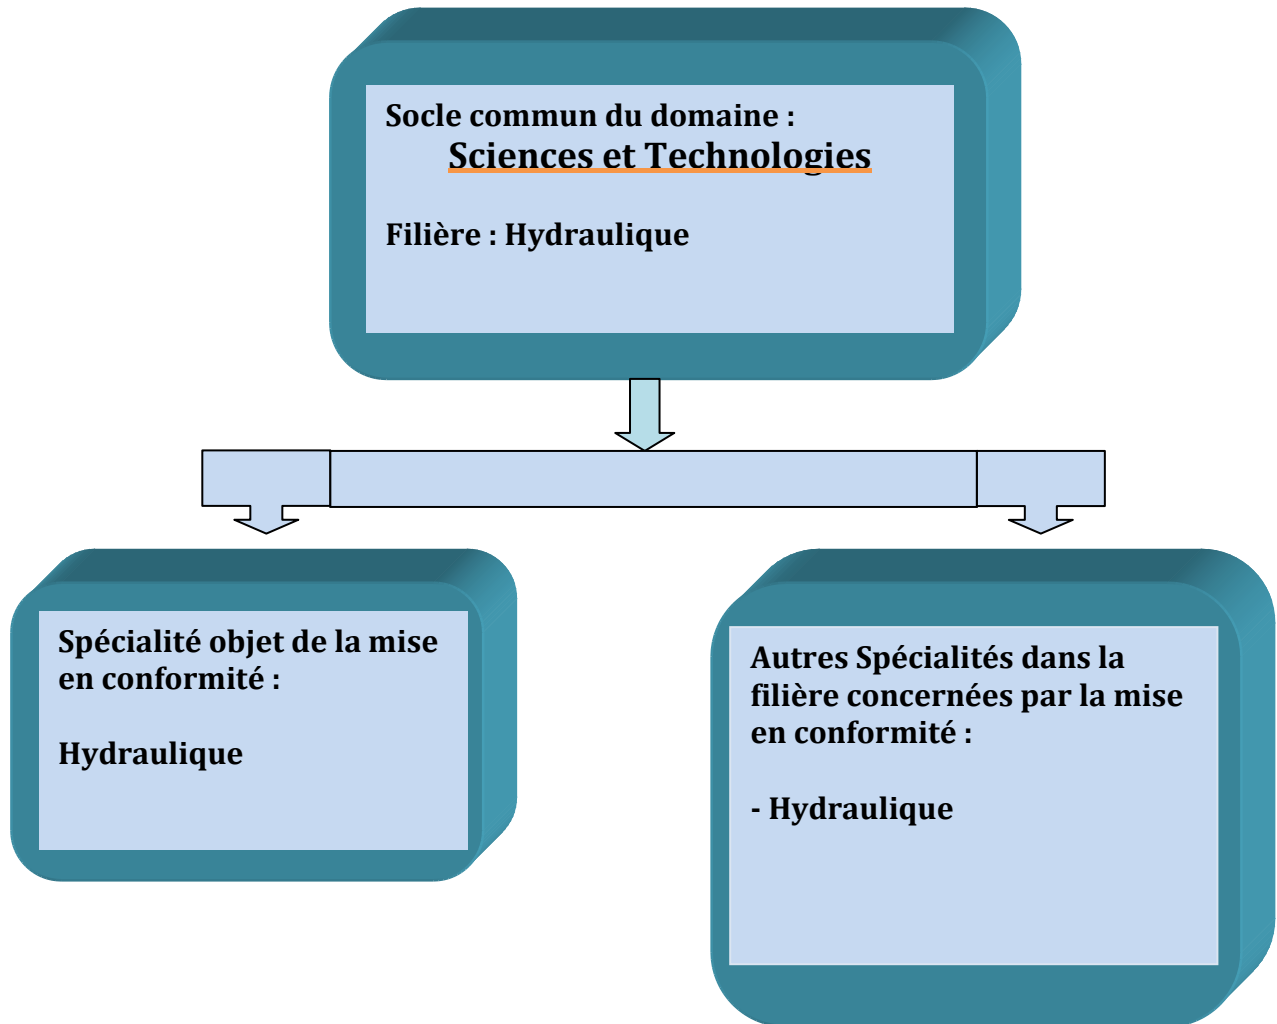 Socle commun du domaine :
Sciences et Technologies
Filière : Hydraulique
Spécialité objet de la mise
en conformité :
Hydraulique
Autres Spécialités dans la
filière concernées par la mise
en conformité :
- Hydraulique